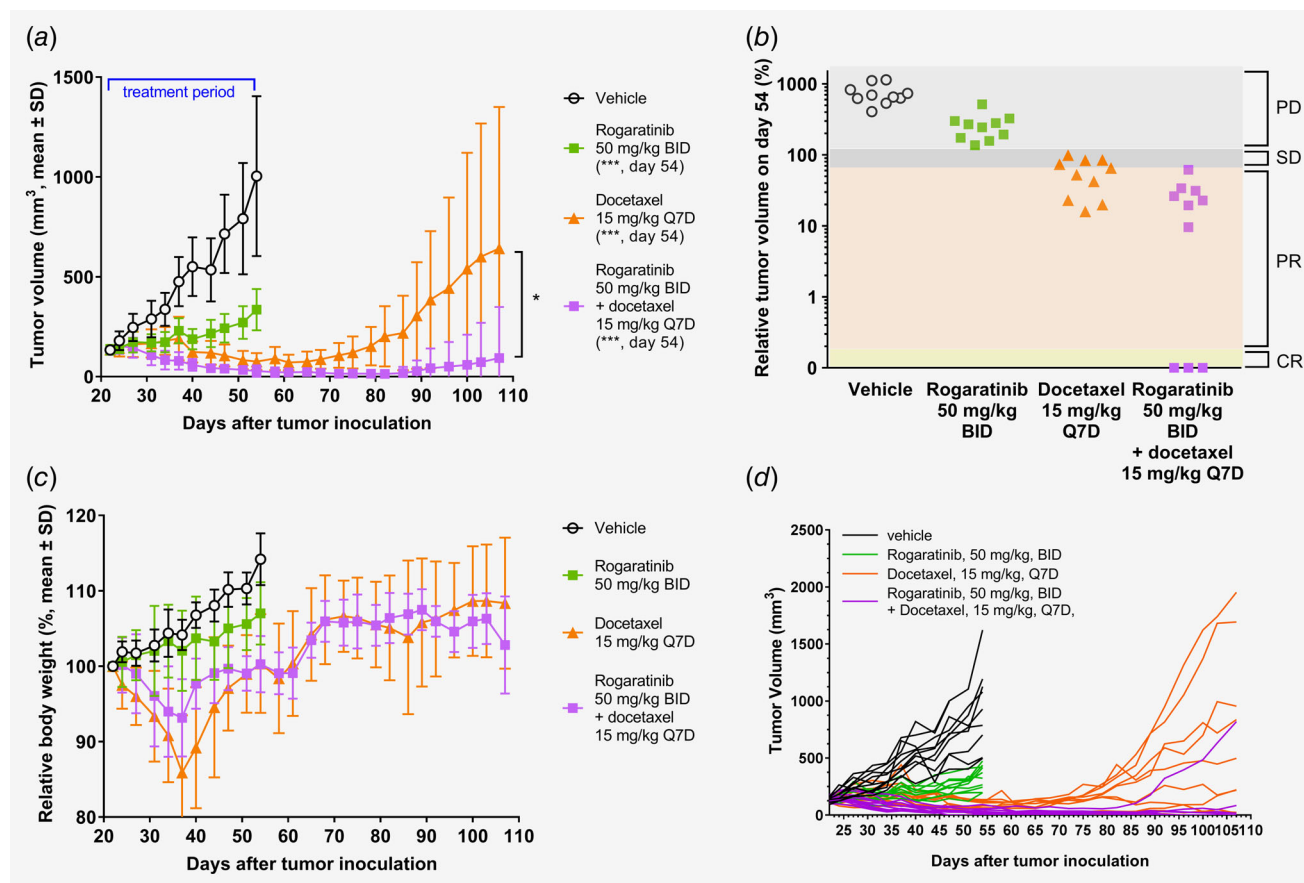 (a)
Tumor volume (mm³, mean ± SD)
1500
1000
500
0
treatment period
*
20 30 40 50 60 70 80 90 100 110
Days after tumor inoculation
Vehicle
Rogaratinib
50 mg/kg BID
(***, day 54)
Docetaxel
15 mg/kg Q7D
(***, day 54)
Rogaratinib
50 mg/kg BID
+ docetaxel
15 mg/kg Q7D
(***, day 54)
(b)
Relative tumor volume on day 54 (%)
1000
100
10
1
0
PD
SD
PR
CR
Vehicle
Rogaratinib
50 mg/kg
BID
Docetaxel
15 mg/kg
Q7D
Rogaratinib
50 mg/kg
BID
+ docetaxel
15 mg/kg Q7D
(c)
Relative body weight (%, mean ± SD)
120
110
100
90
80
20 30 40 50 60 70 80 90 100 110
Days after tumor inoculation
Vehicle
Rogaratinib
50 mg/kg BID
Docetaxel
15 mg/kg Q7D
Rogaratinib
50 mg/kg BID
+ docetaxel
15 mg/kg Q7D
(d)
Tumor Volume (mm³)
2500
2000
1500
1000
500
0
vehicle
Rogaratinib, 50 mg/kg, BID
Docetaxel, 15 mg/kg, Q7D
Rogaratinib, 50 mg/kg, BID
+ Docetaxel, 15 mg/kg, Q7D,
25 30 35 40 45 50 55 60 65 70 75 80 85 90 95 100 105 110
Days after tumor inoculation